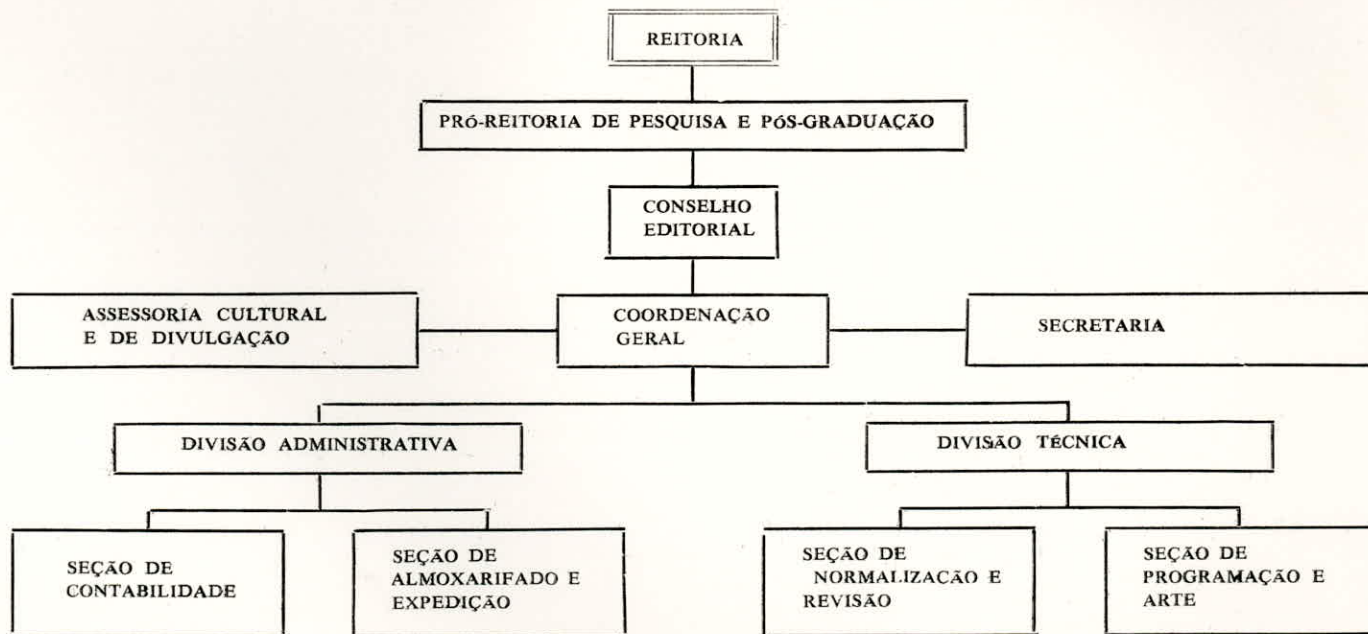 REITORIA
PRó-REITORIA DE PESQUISA E PóS-GRADUAÇÃO
CONSELHO
EDITORIAL
ASSESSORIA CULTURAL
E DE DIVULGAÇÃO
COORDENAÇÃO
GERAL
SECRETARIA
DIVISÃO ADMINISTRATIVA
DIVISÃO TÉCNICA
SEÇÃO DE
CONTABILIDADE
SEÇÃO DE
ALMOXARIFADO E
EXPEDIÇÃO
SEÇÃO DE
NORMALIZACÃO E
REVISÃO
SEÇÃO DE
PROGRAMAÇÃO E
ARTE